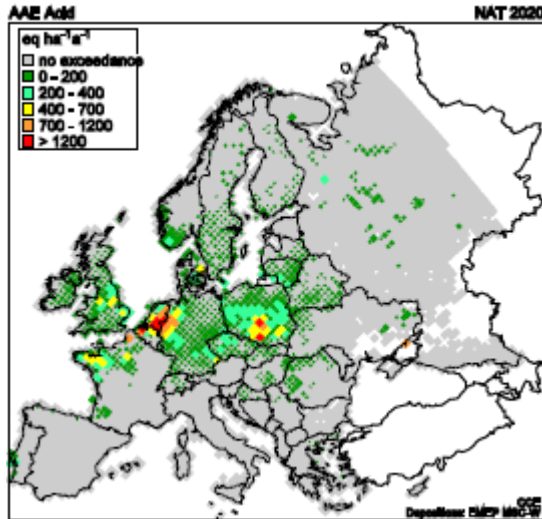 AAE Acid
NAT 2020
eq ha⁻¹a⁻¹
no exceedance
0 - 200
200 - 400
400 - 700
700 - 1200
> 1200
CCE
Depositions: EMEP MSC-W